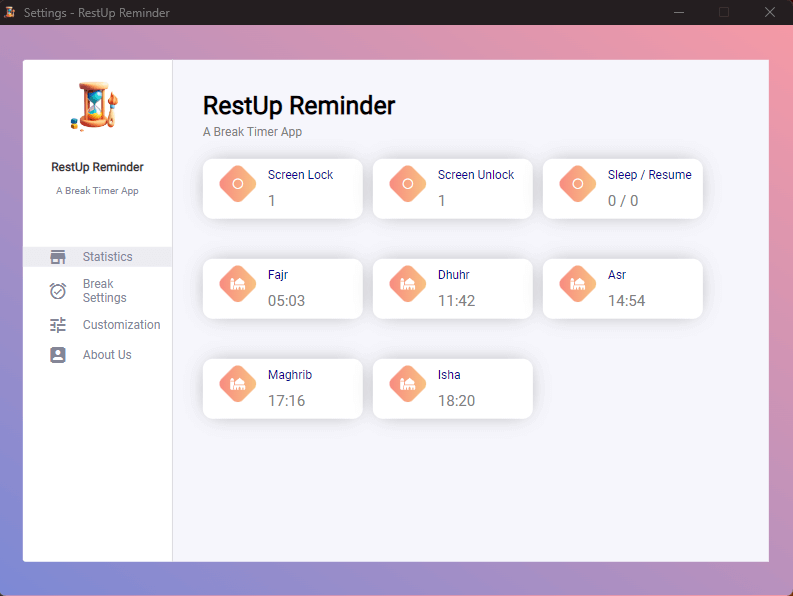 Settings - RestUp Reminder
RestUp Reminder
A Break Timer App
Statistics
Break
Settings
Customization
About Us
RestUp Reminder
A Break Timer App
Screen Lock
1
Screen Unlock
1
Sleep / Resume
0 / 0
Fajr
05:03
Dhuhr
11:42
Asr
14:54
Maghrib
17:16
Isha
18:20